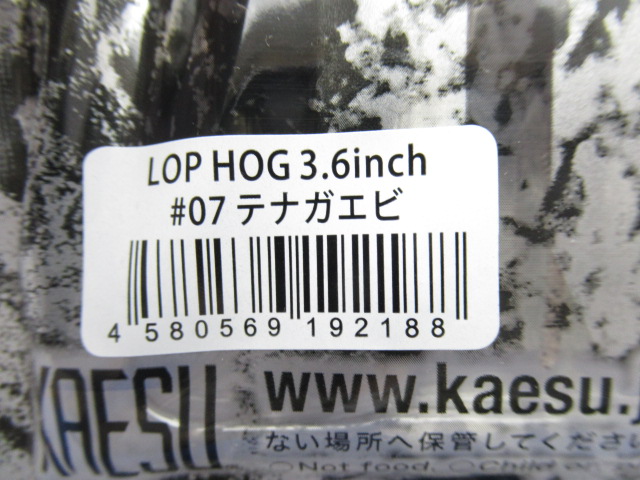 LOP HOG 3.6inch
#07 テナガエビ
4 580569 192188
KAESU www.kaesu.j
ない場所へ保管してくださ
Not food. Child